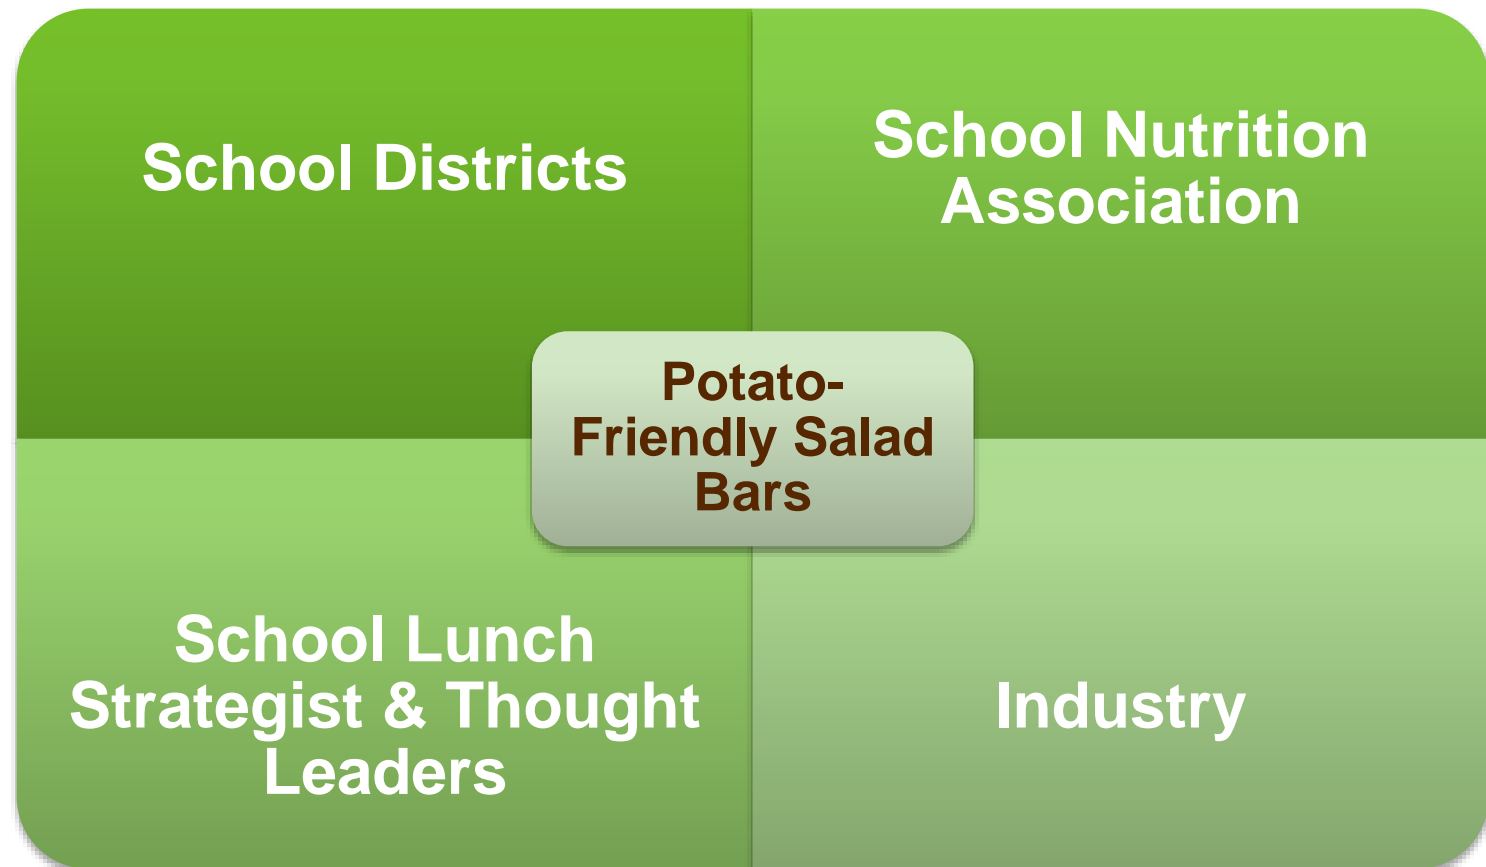 School Districts
School Nutrition
Association
Potato-
Friendly Salad
Bars
School Lunch
Strategist & Thought
Leaders
Industry